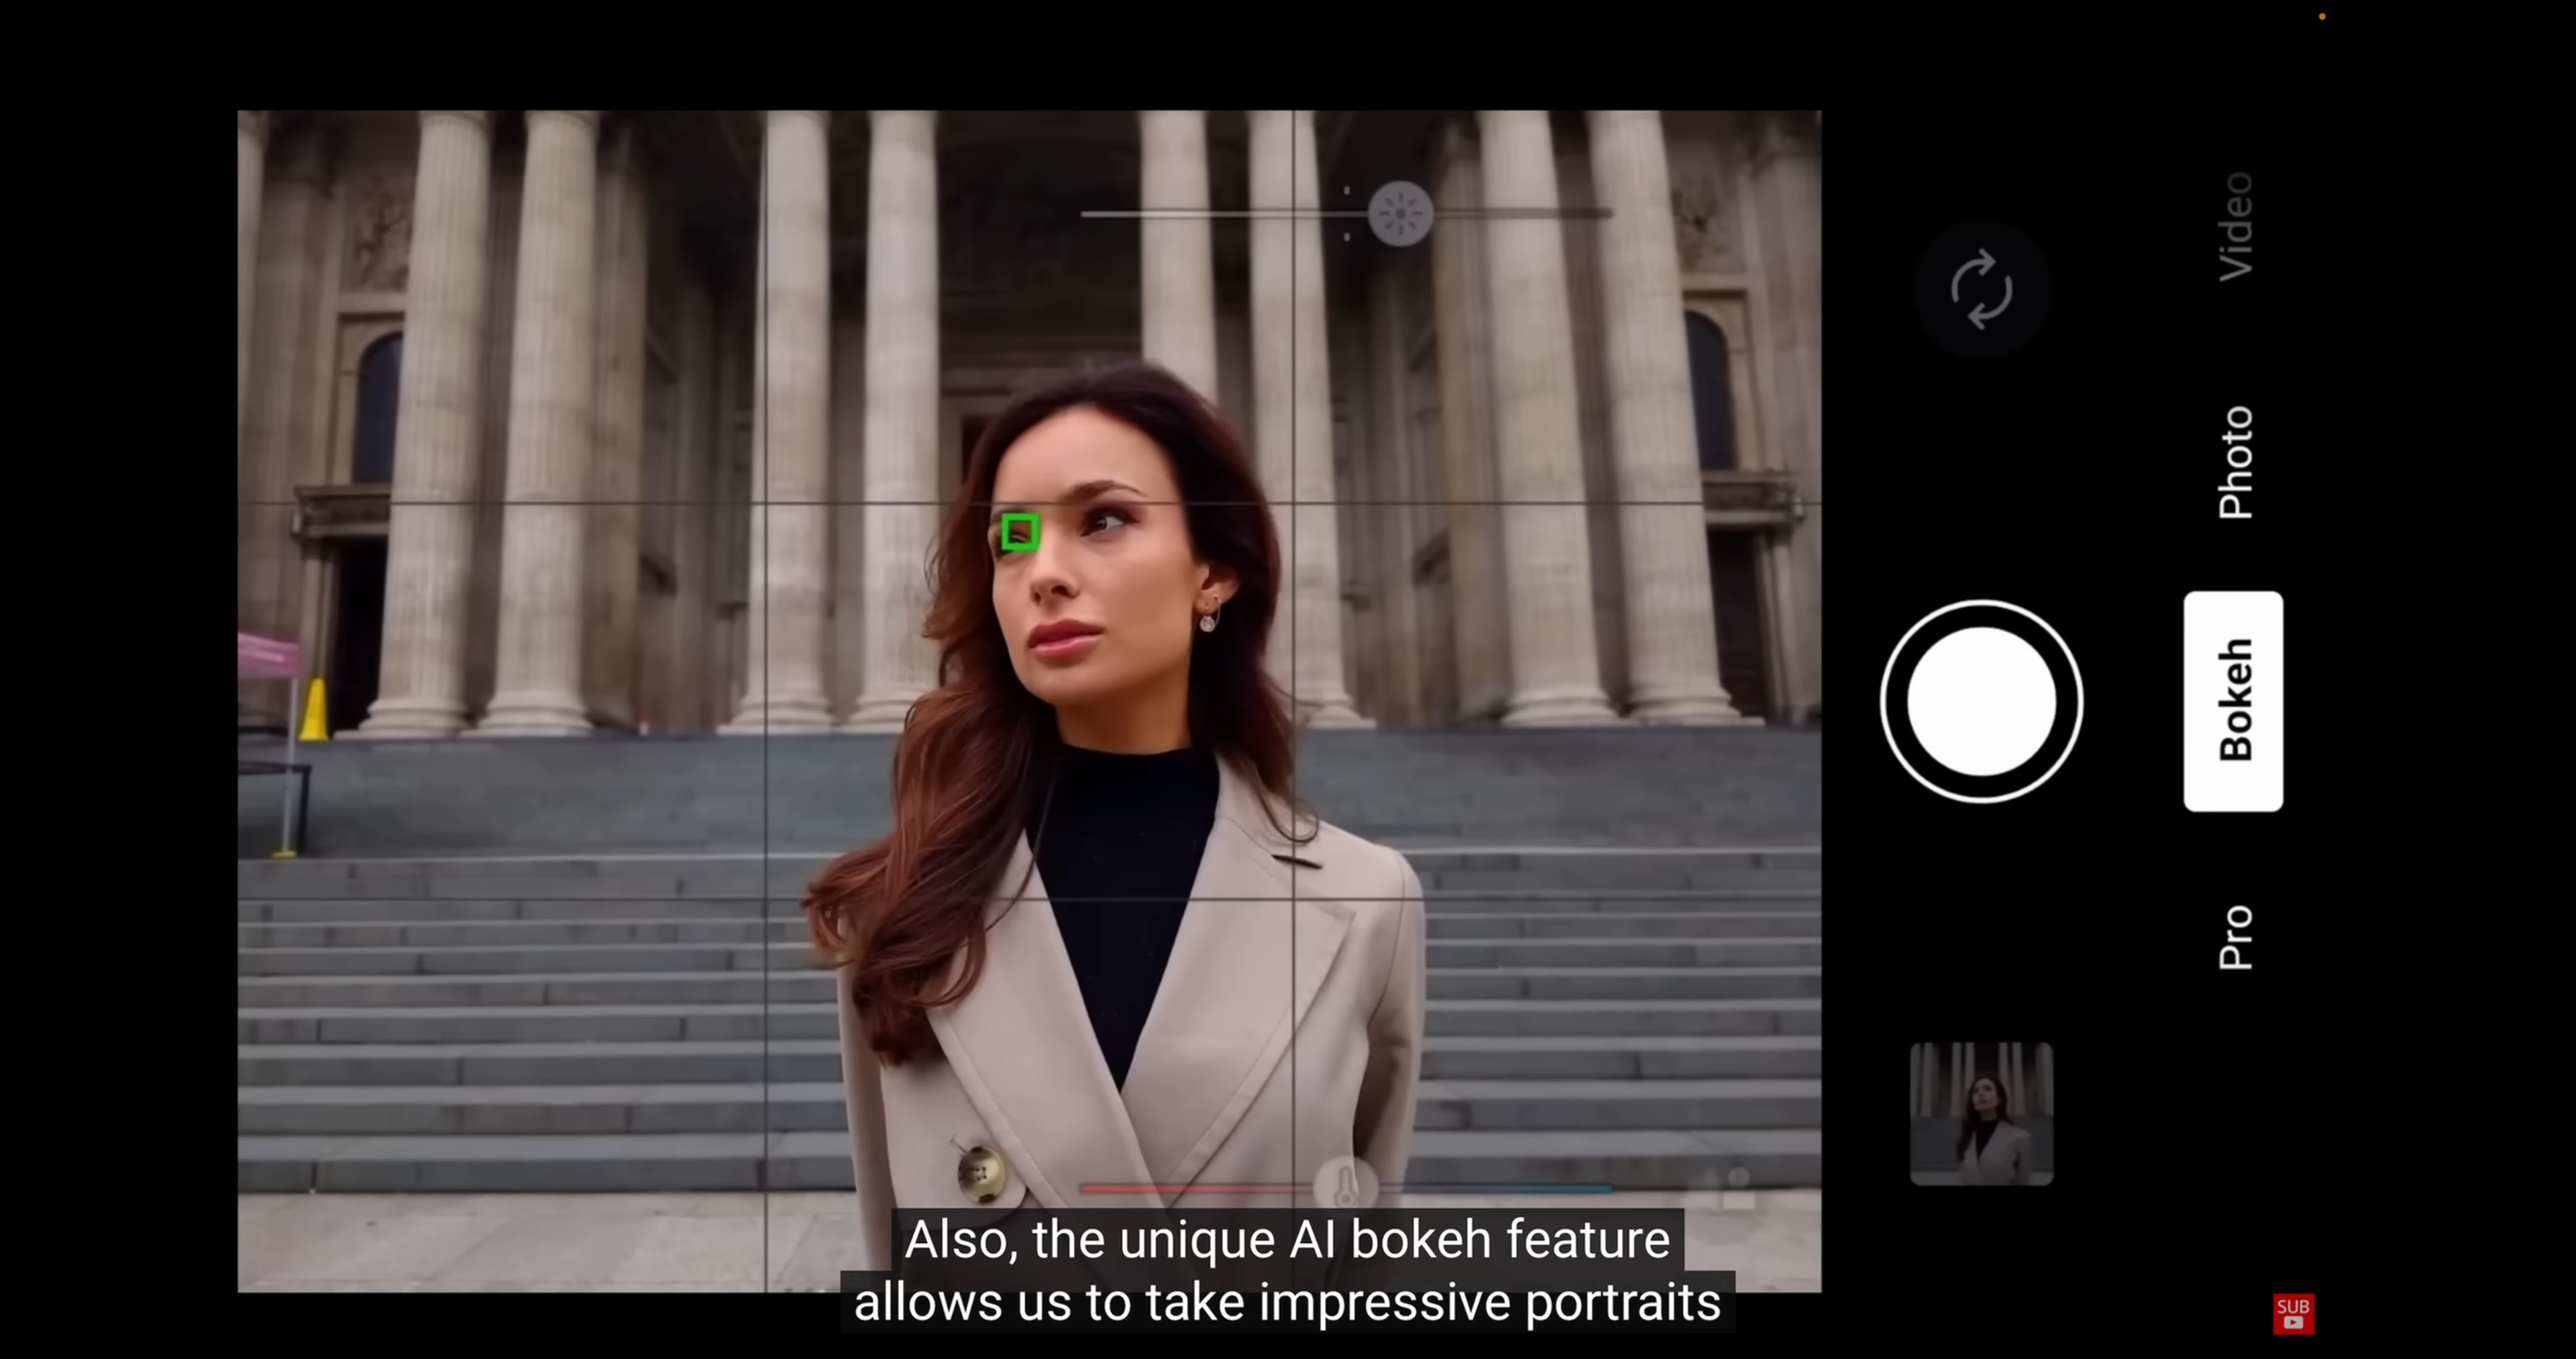 Video
Photo
Bokeh
Pro
Also, the unique AI bokeh feature
allows us to take impressive portraits
SUB